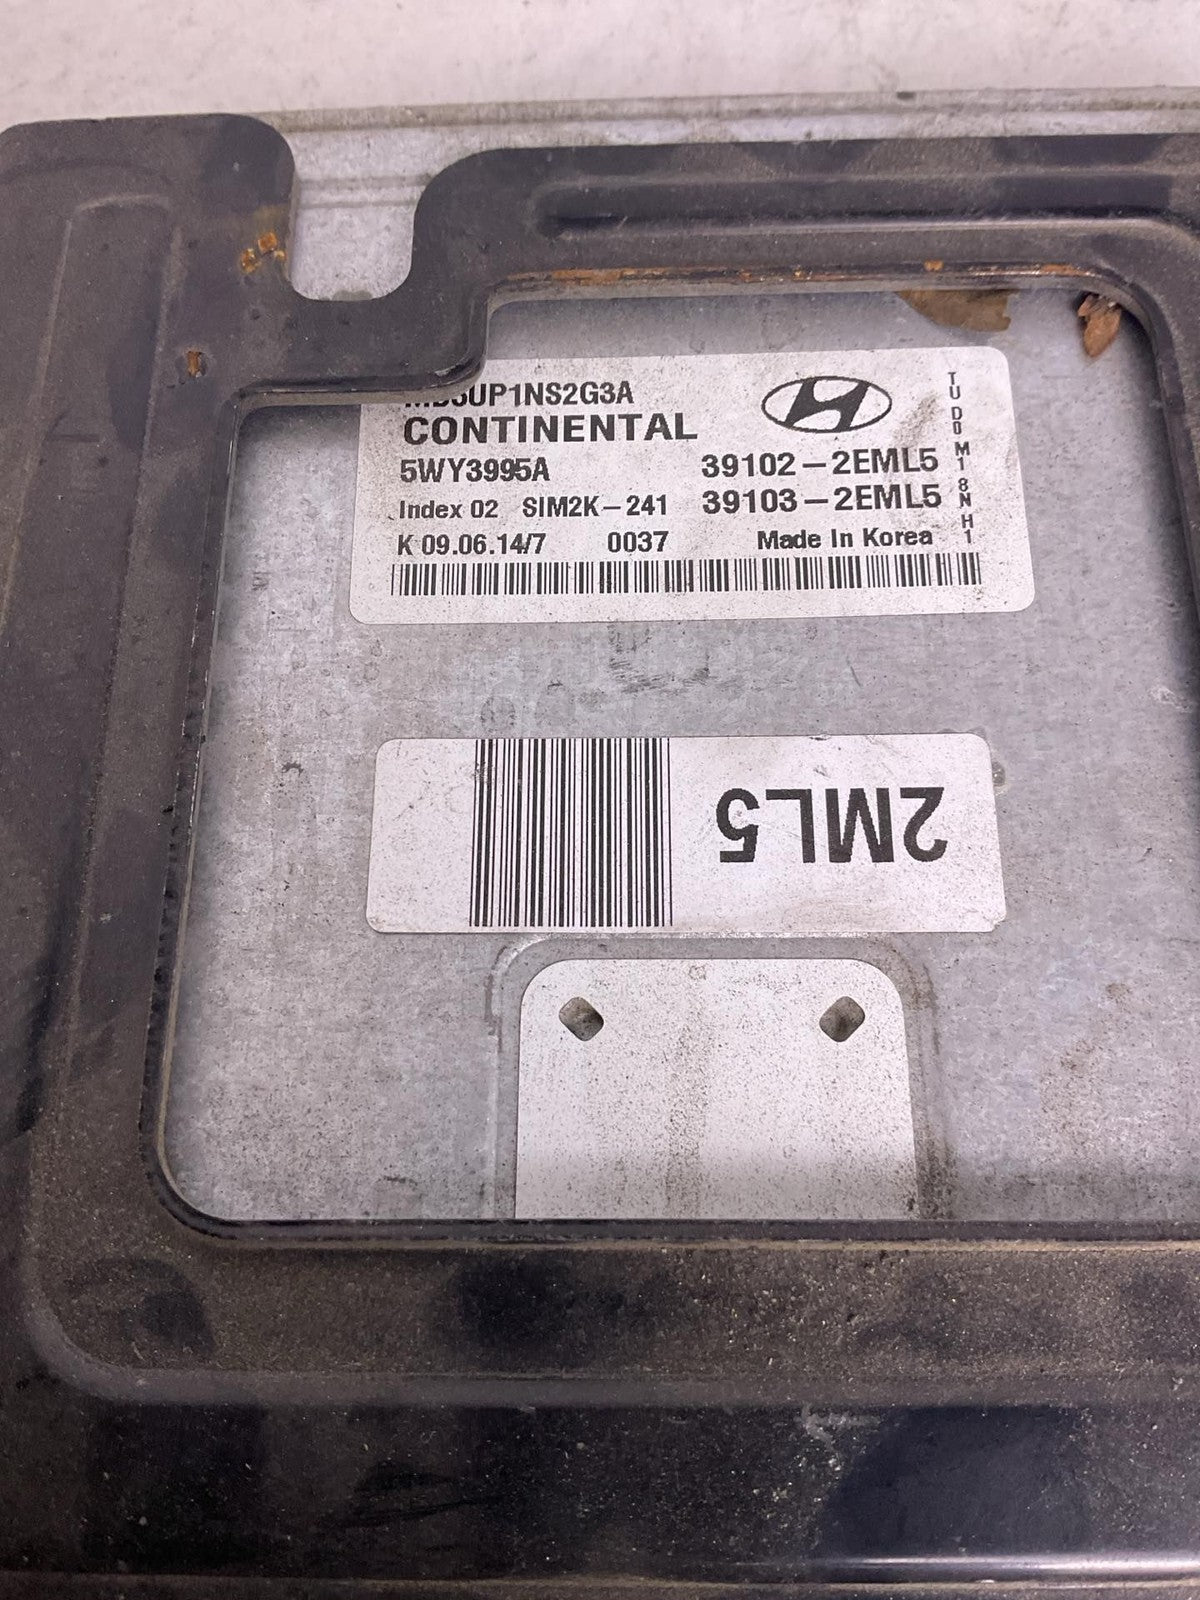 CONTINENTAL
5WY3995A 39102-2EML5
Index 02 SIM2K-241 39103-2EML5
K 09.06.14/7 0037 Made In Korea
2ML5